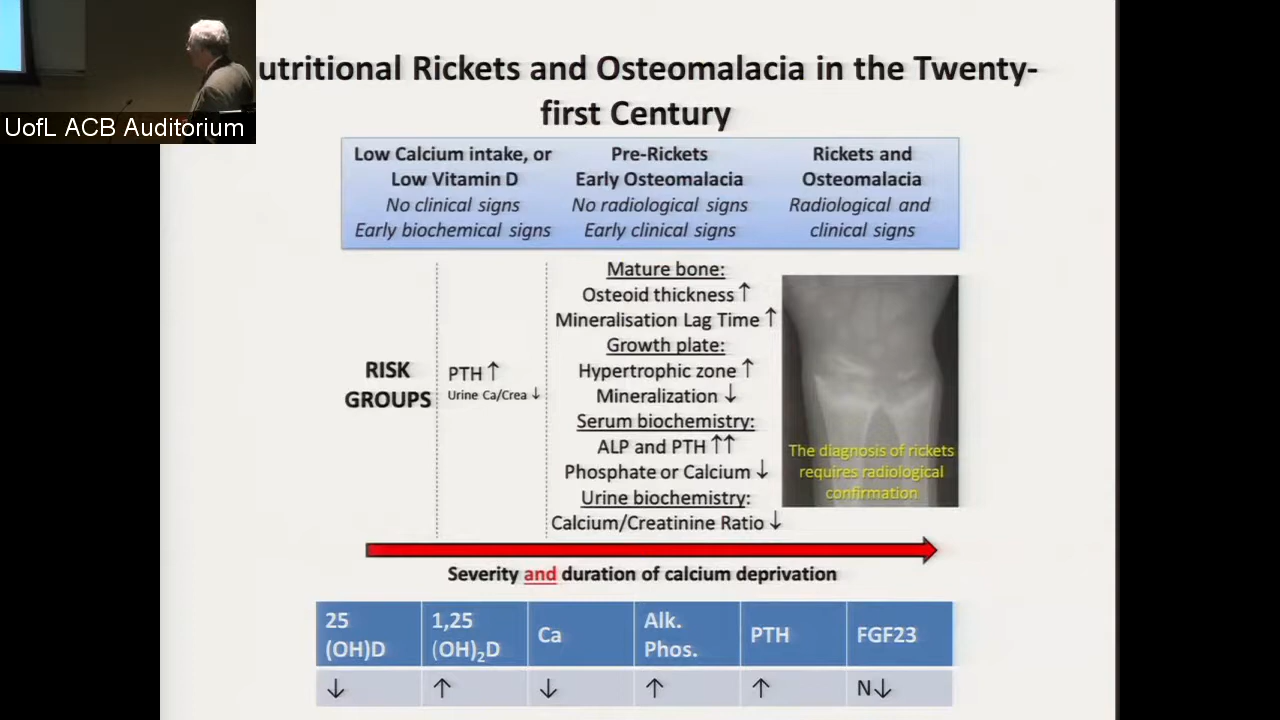 UofL ACB Auditorium
utritional Rickets and Osteomalacia in the Twenty-
first Century
Low Calcium intake, or
Low Vitamin D
No clinical signs
Early biochemical signs
Pre-Rickets
Early Osteomalacia
No radiological signs
Early clinical signs
Rickets and
Osteomalacia
Radiological and
clinical signs
RISK
GROUPS
PTH ↑
Urine Ca/Crea ↓
Mature bone:
Osteoid thickness ↑
Mineralisation Lag Time ↑
Growth plate:
Hypertrophic zone ↑
Mineralization ↓
Serum biochemistry:
ALP and PTH ↑↑
Phosphate or Calcium ↓
Urine biochemistry:
Calcium/Creatinine Ratio ↓
The diagnosis of rickets
requires radiological
confirmation
Severity and duration of calcium deprivation
25
(OH)D
1,25
(OH)₂D
Ca
Alk.
Phos.
PTH
FGF23
↓ ↑ ↓ ↑ ↑ N↓